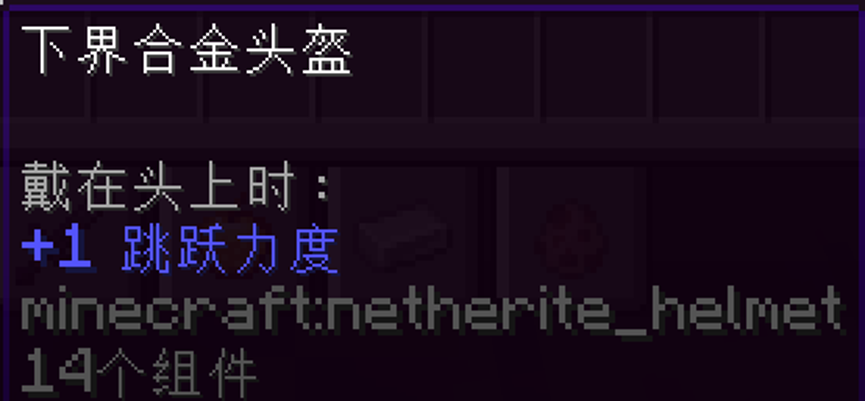 下界合金头盔
戴在头上时：
+1 跳跃力度
minecraft:netherite_helmet
14个组件